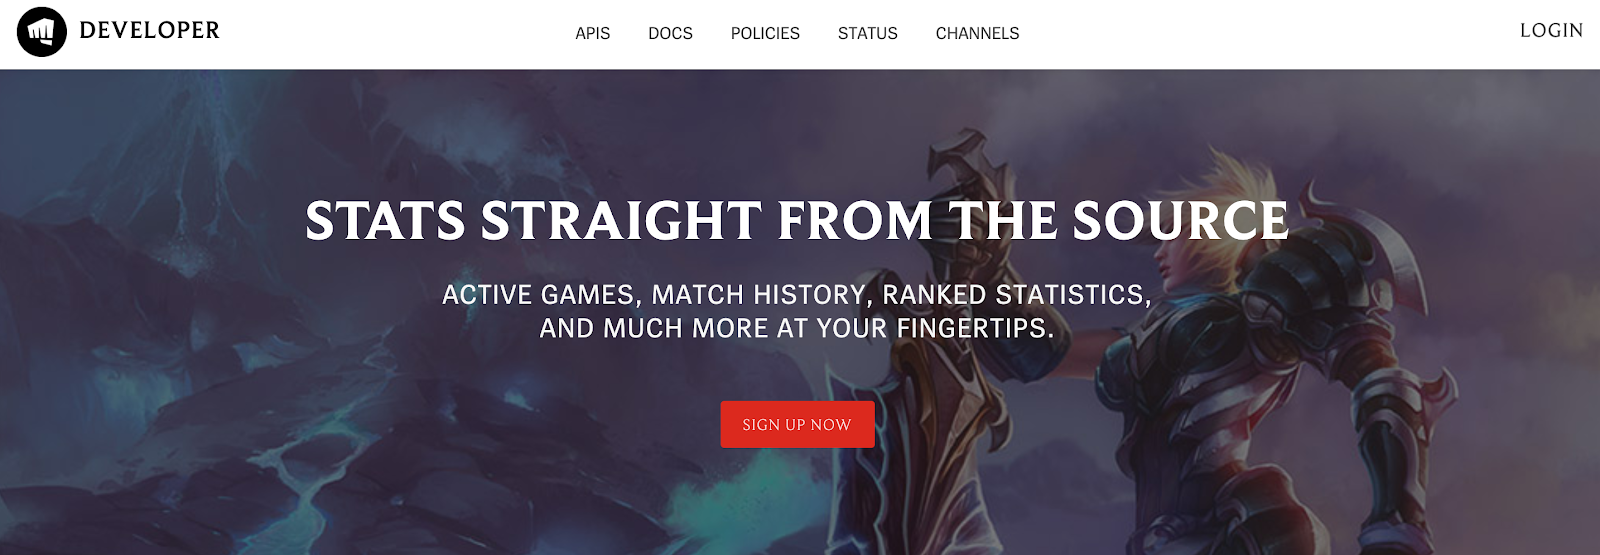 DEVELOPER
APIS
DOCS
POLICIES
STATUS
CHANNELS
LOGIN
STATS STRAIGHT FROM THE SOURCE
ACTIVE GAMES, MATCH HISTORY, RANKED STATISTICS,
AND MUCH MORE AT YOUR FINGERTIPS.
SIGN UP NOW